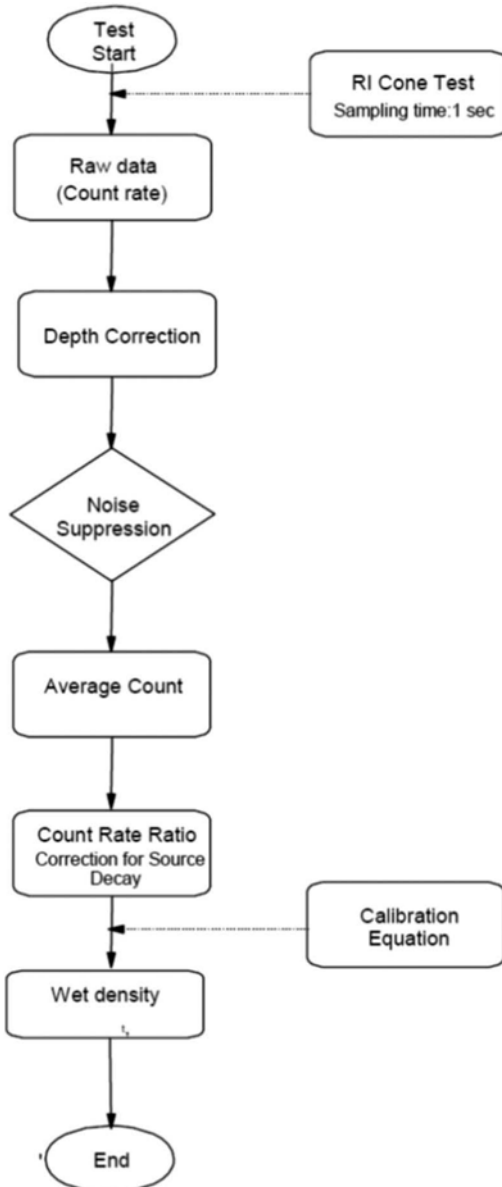 Test
Start
RI Cone Test
Sampling time:1 sec
Raw data
(Count rate)
Depth Correction
Noise
Suppression
Average Count
Count Rate Ratio
Correction for Source
Decay
Calibration
Equation
Wet density
End